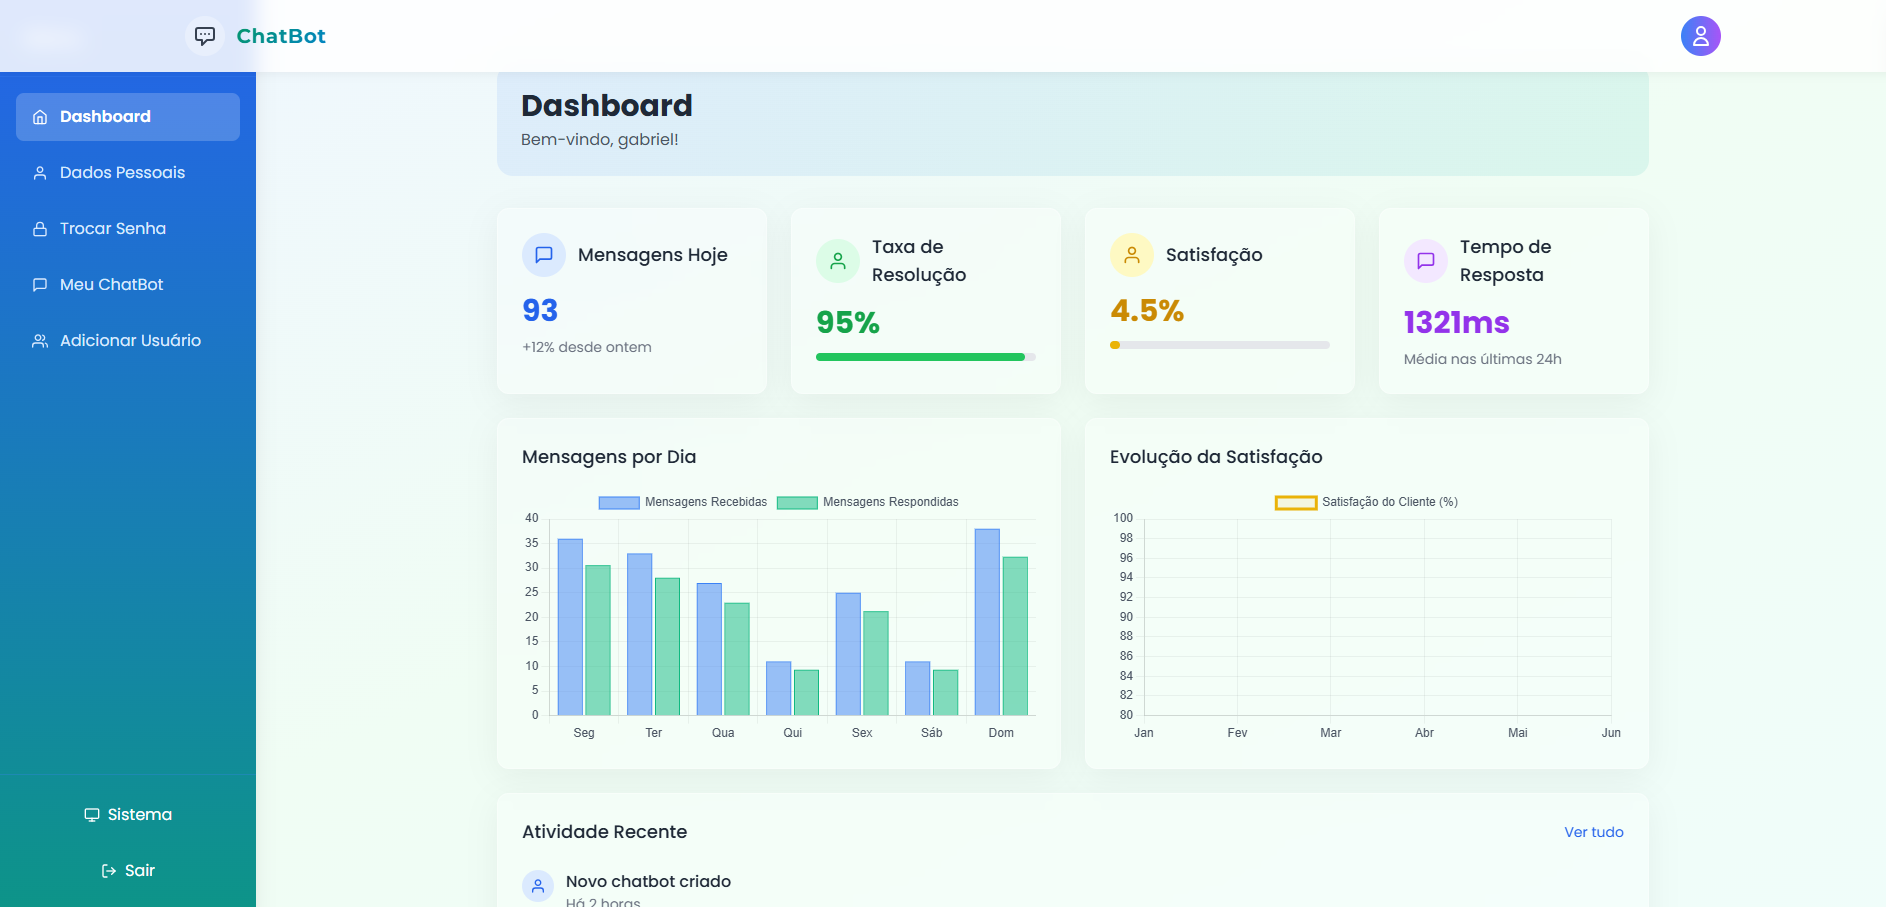 ChatBot
Dashboard
Dados Pessoais
Trocar Senha
Meu ChatBot
Adicionar Usuário
Sistema
Sair
Dashboard
Bem-vindo, gabriel!
Mensagens Hoje
93
+12% desde ontem
Taxa de
Resolução
95%
Satisfação
4.5%
Tempo de
Resposta
1321ms
Média nas últimas 24h
Mensagens por Dia
Mensagens Recebidas Mensagens Respondidas
40
35
30
25
20
15
10
5
0
Seg Ter Qua Qui Sex Sáb Dom
Evolução da Satisfação
Satisfação do Cliente (%)
100
98
96
94
92
90
88
86
84
82
80
Jan Fev Mar Abr Mai Jun
Atividade Recente
Ver tudo
Novo chatbot criado
Há 2 horas